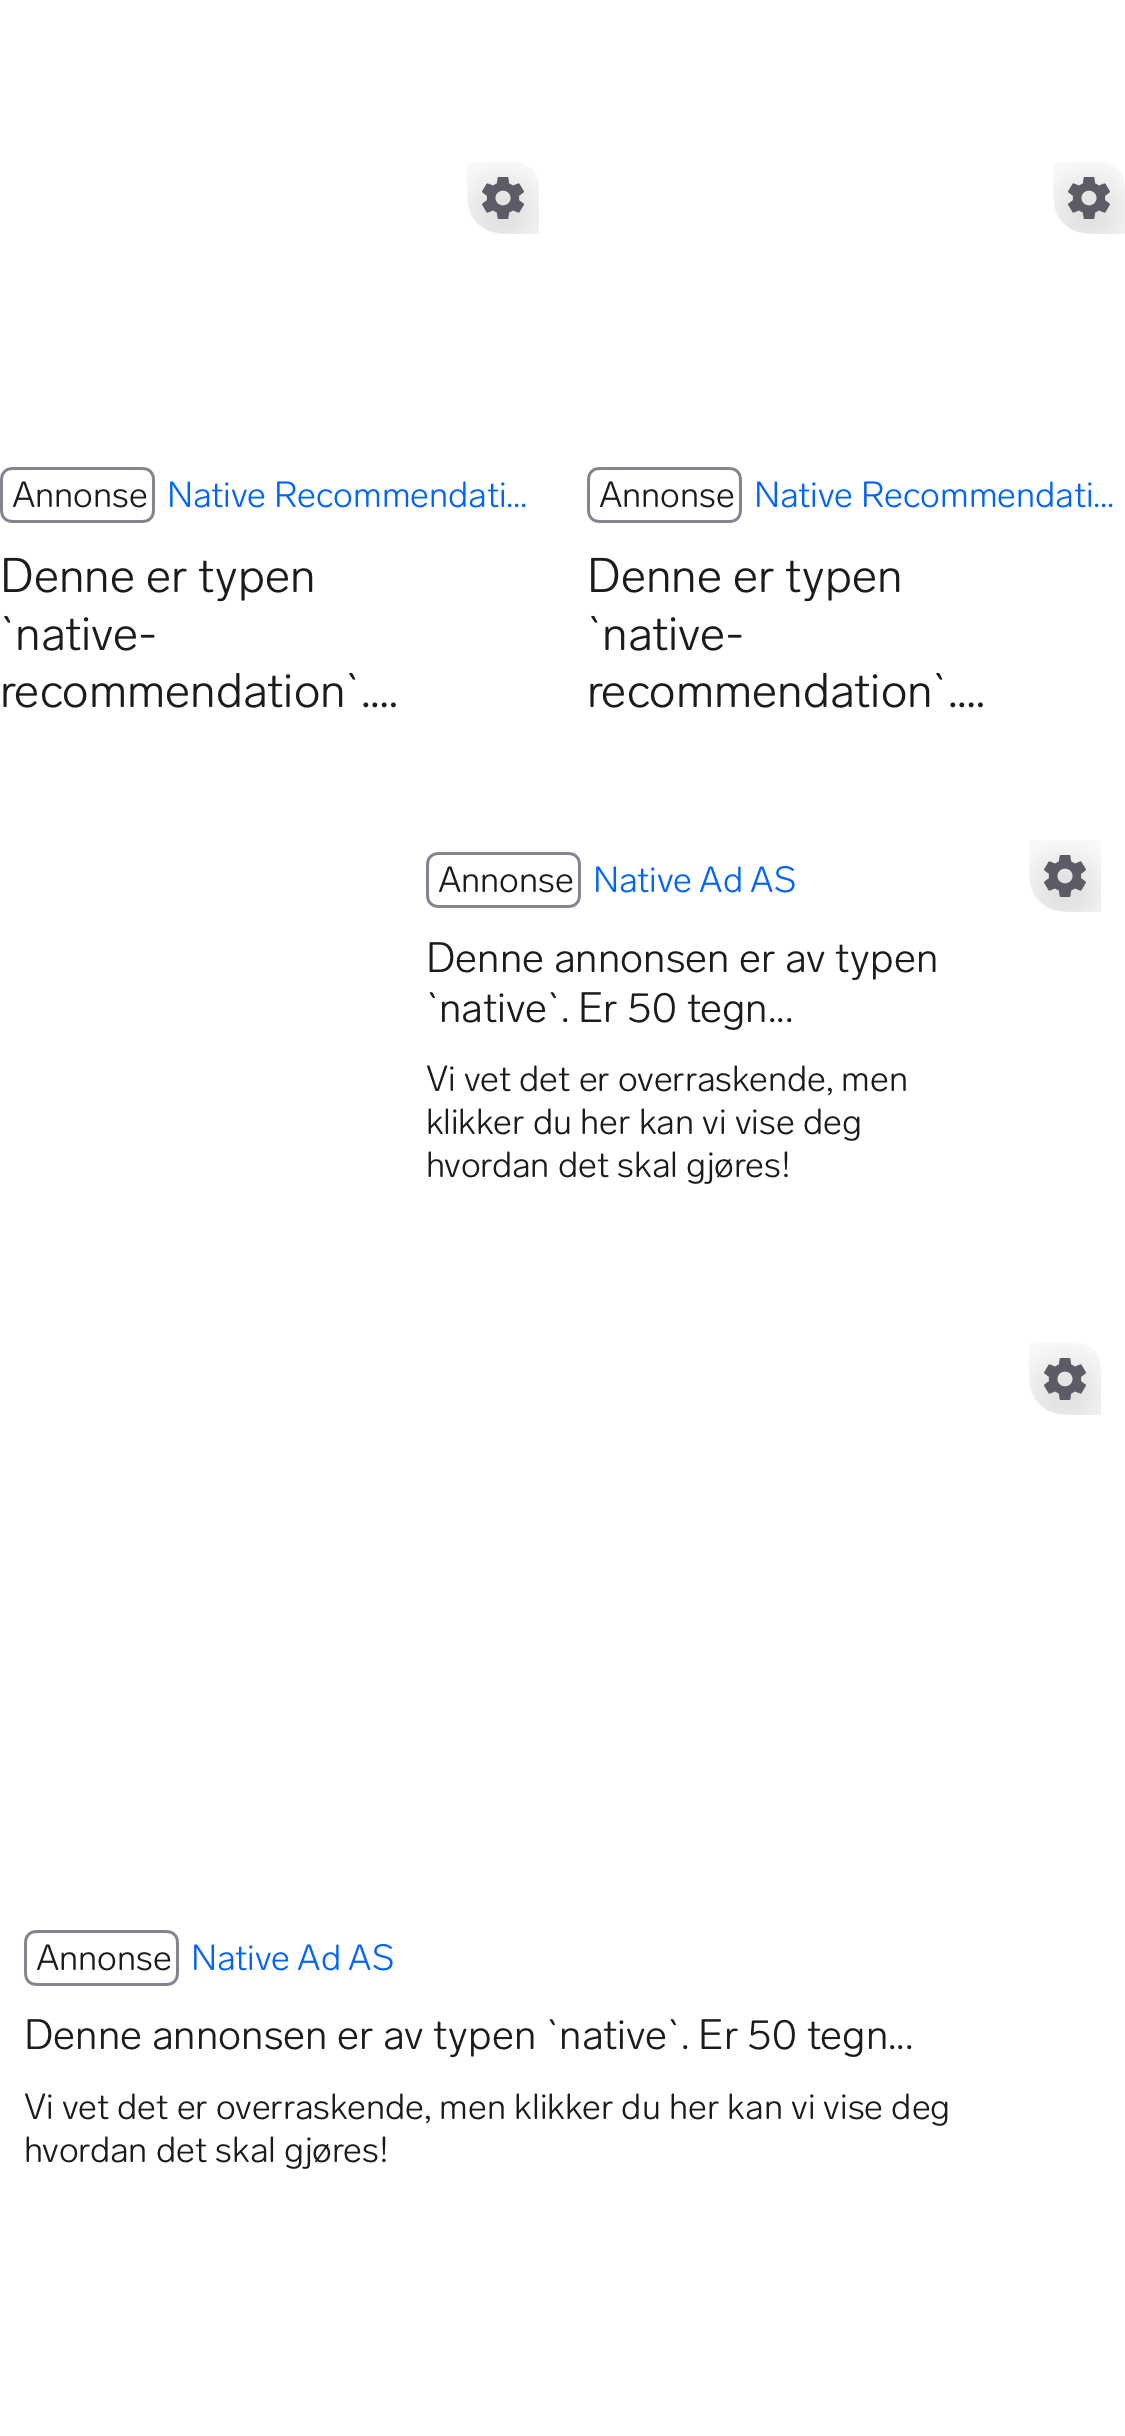 Annonse Native Recommendati...
Denne er typen
`native-
recommendation`....
Annonse Native Recommendati...
Denne er typen
`native-
recommendation`....
Annonse Native Ad AS
Denne annonsen er av typen
`native`. Er 50 tegn...
Vi vet det er overraskende, men
klikker du her kan vi vise deg
hvordan det skal gjøres!
Annonse Native Ad AS
Denne annonsen er av typen `native`. Er 50 tegn...
Vi vet det er overraskende, men klikker du her kan vi vise deg
hvordan det skal gjøres!